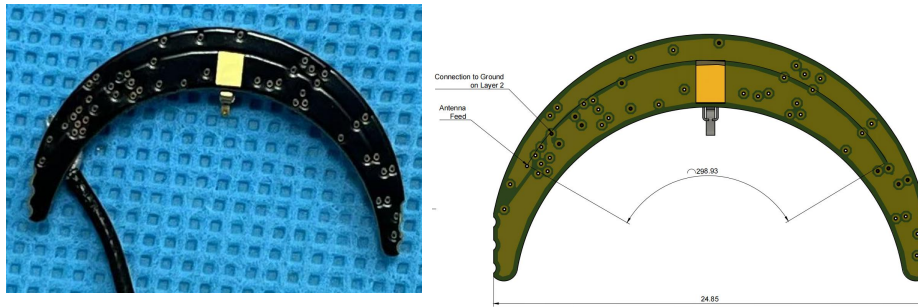 Connection to Ground
on Layer 2
Antenna
Feed
298.93
24.85